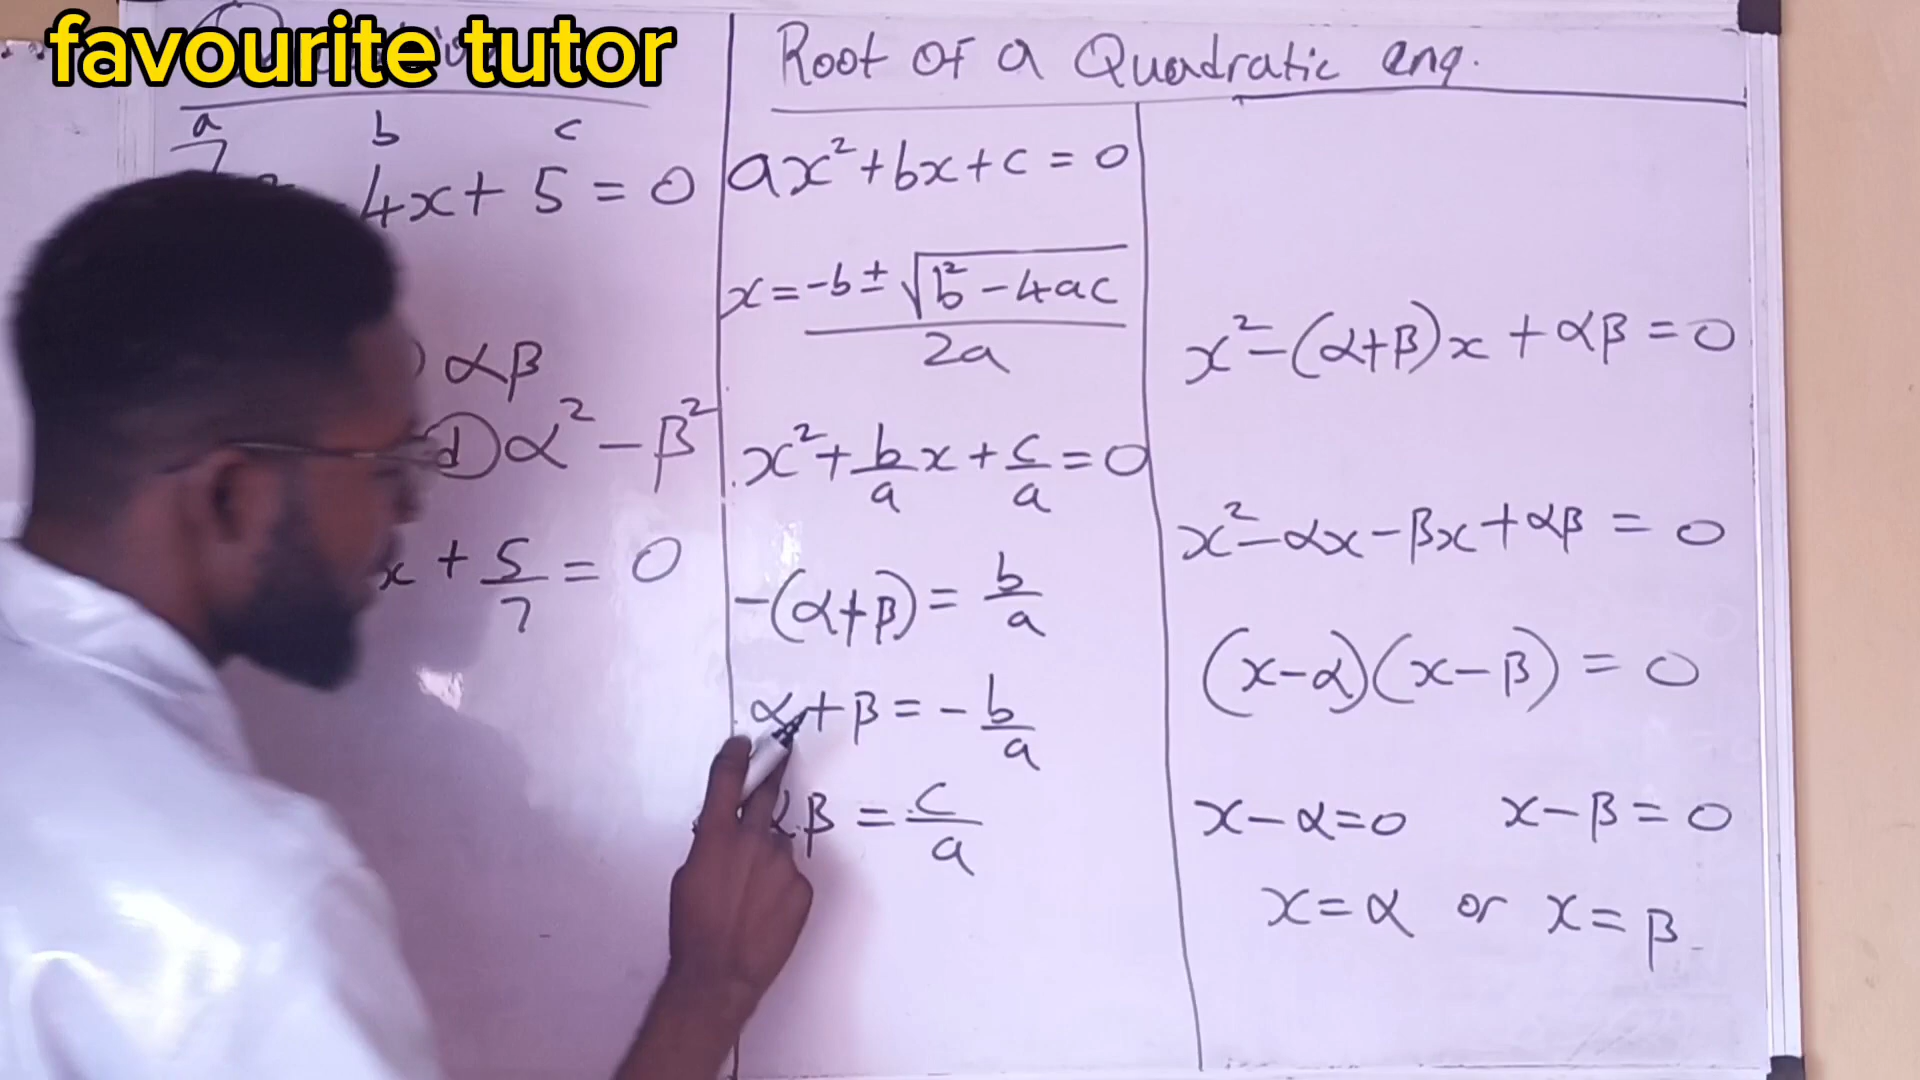 favourite tutor
a b c
4x + 5 = 0
αβ
d α² - β²
x + 5/7 = 0
Root of a Quadratic enq.
ax² + bx + c = 0
x = -b ± √b² - 4ac / 2a
x² + b/a x + c/a = 0
-(α+β) = b/a
α + β = - b/a
αβ = c/a
x² - (α+β)x + αβ = 0
x² - αx - βx + αβ = 0
(x - α)(x - β) = 0
x - α = 0 x - β = 0
x = α or x = β